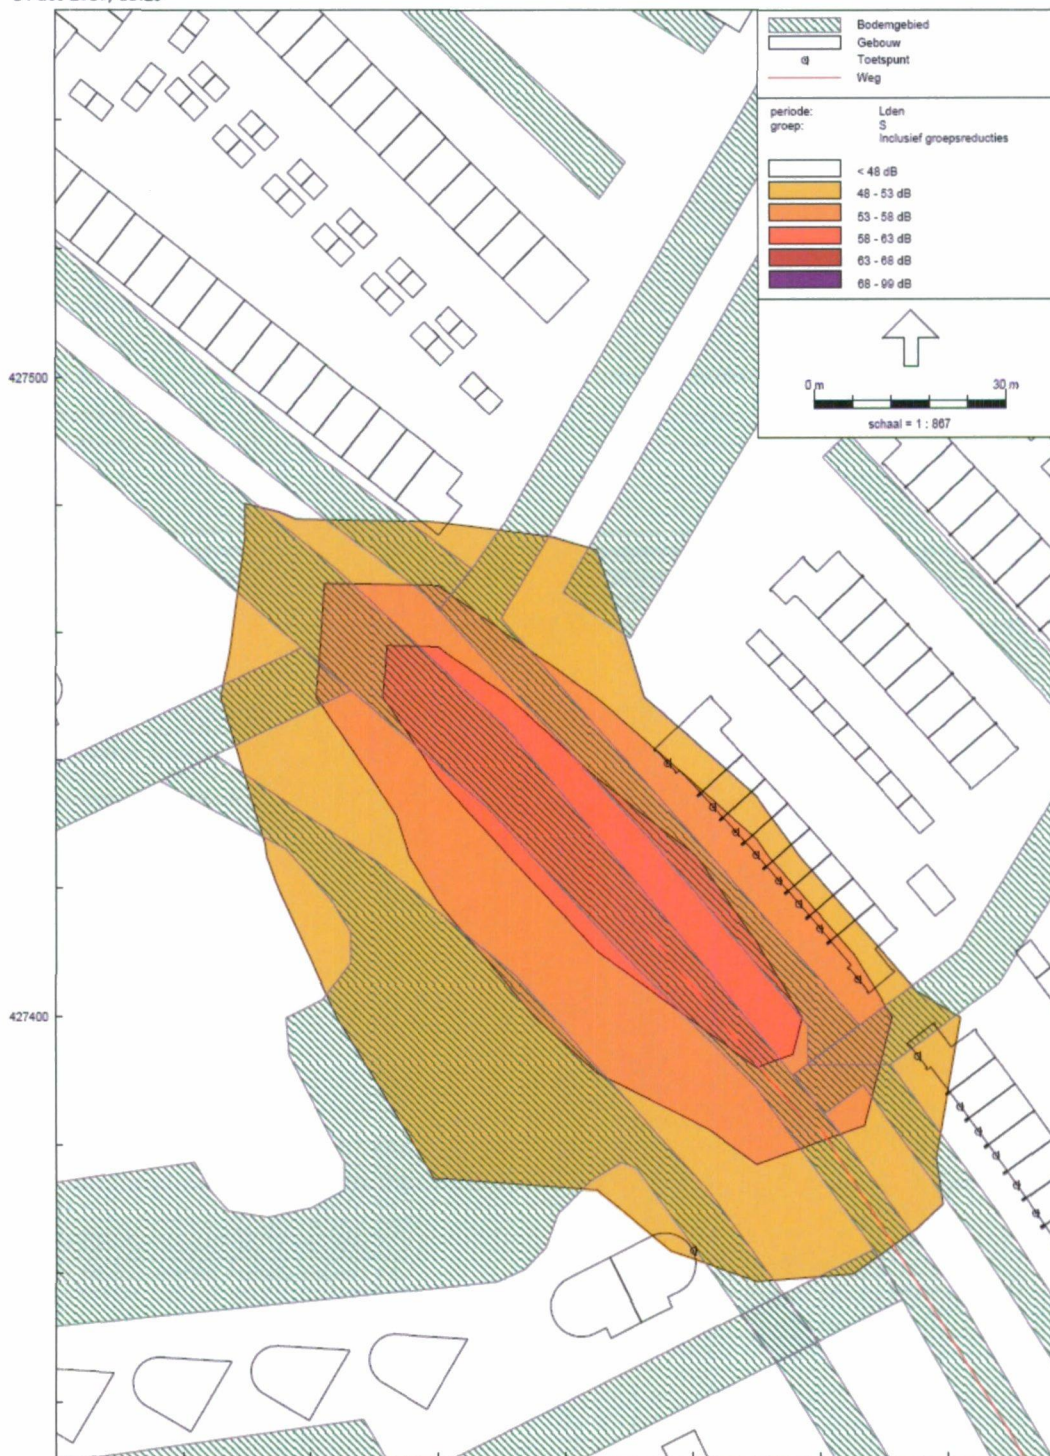 Bodemgebied
Gebouw
Toetspunt
Weg
periode: Lden
groep: S
Inclusief groepsreducties
< 48 dB
48 - 53 dB
53 - 58 dB
58 - 63 dB
63 - 68 dB
68 - 99 dB
0 m 30 m
schaal = 1 : 867
427500
427400